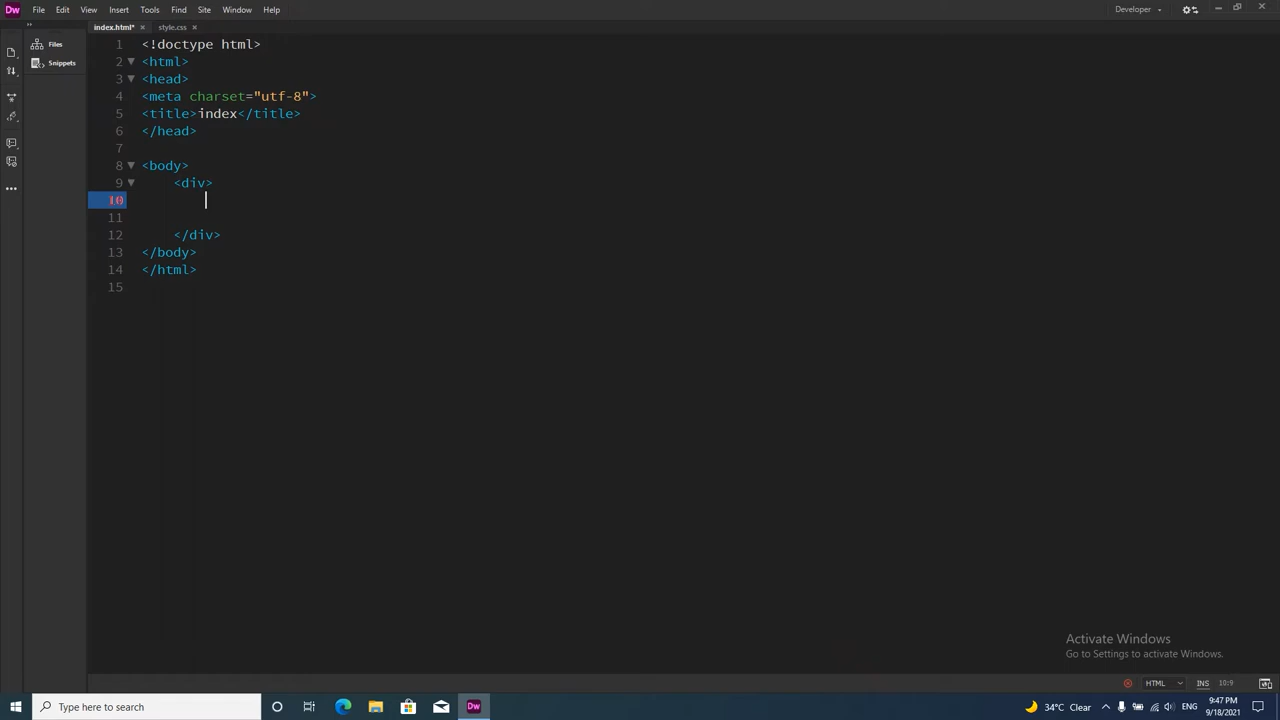 Dw File Edit View Insert Tools Find Site Window Help Developer
index.html* style.css
Files
Snippets
1 <!doctype html>
2 <html>
3 <head>
4 <meta charset="utf-8">
5 <title>index</title>
6 </head>
7
8 <body>
9 <div>
10
11
12 </div>
13 </body>
14 </html>
15
Activate Windows
Go to Settings to activate Windows.
HTML INS 10:9
Type here to search Dw 34°C Clear ENG 9:47 PM
9/18/2021